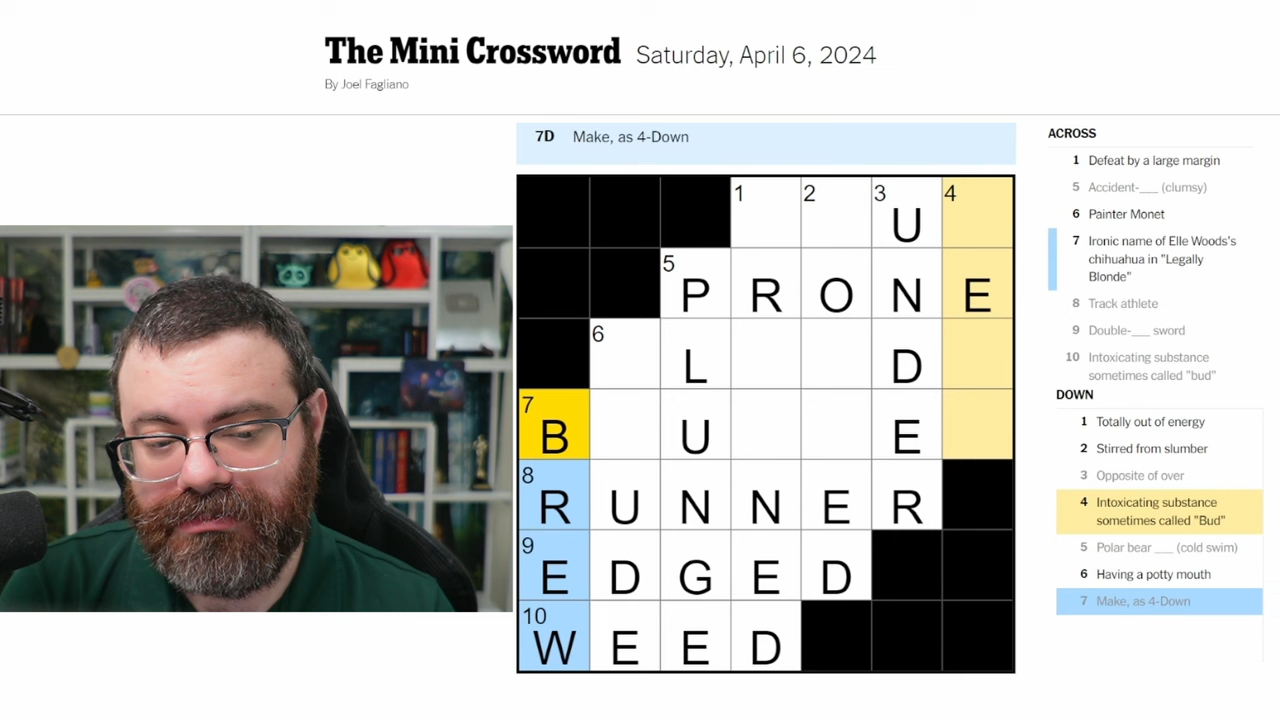 The Mini Crossword Saturday, April 6, 2024
By Joel Fagliano
7D Make, as 4-Down
1 2 3 U 4
5 P R O N E
6 L D
7 B U E
8 R U N N E R
9 E D G E D
10 W E E D
ACROSS
1 Defeat by a large margin
5 Accident-___ (clumsy)
6 Painter Monet
7 Ironic name of Elle Woods's
chihuahua in "Legally
Blonde"
8 Track athlete
9 Double-___ sword
10 Intoxicating substance
sometimes called "bud"
DOWN
1 Totally out of energy
2 Stirred from slumber
3 Opposite of over
4 Intoxicating substance
sometimes called "Bud"
5 Polar bear ___ (cold swim)
6 Having a potty mouth
7 Make, as 4-Down